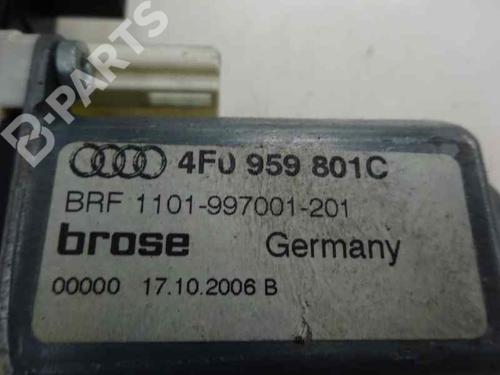 B-PARTS
4F0 959 801C
BRF 1101-997001-201
brose Germany
00000 17.10.2006 B